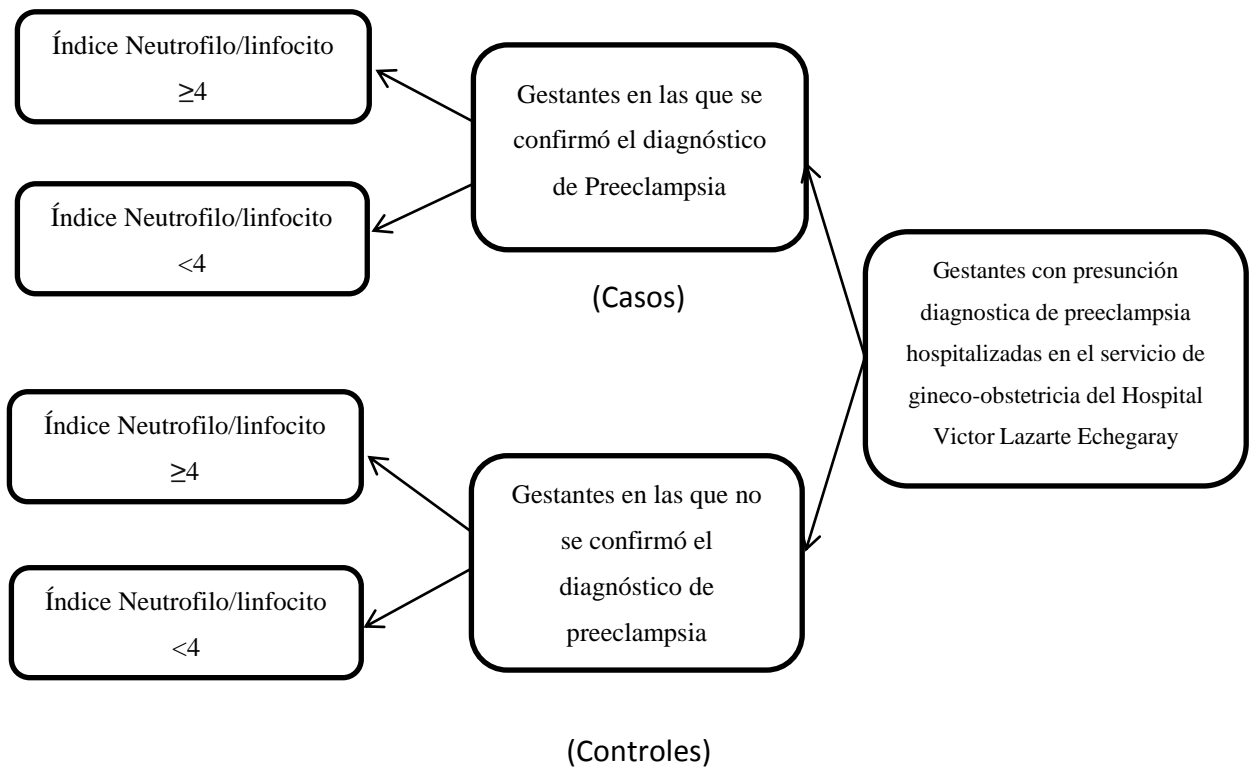 Índice Neutrofilo/linfocito
≥4
Índice Neutrofilo/linfocito
<4
Gestantes en las que se
confirmó el diagnóstico
de Preeclampsia
(Casos)
Gestantes con presunción
diagnostica de preeclampsia
hospitalizadas en el servicio de
gineco-obstetricia del Hospital
Victor Lazarte Echegaray
Índice Neutrofilo/linfocito
≥4
Índice Neutrofilo/linfocito
<4
Gestantes en las que no
se confirmó el
diagnóstico de
preeclampsia
(Controles)